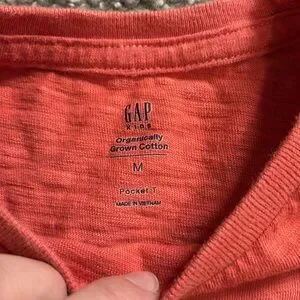 GAP
KIDS
Organically
Grown Cotton
M
Pocket T
MADE IN VIETNAM